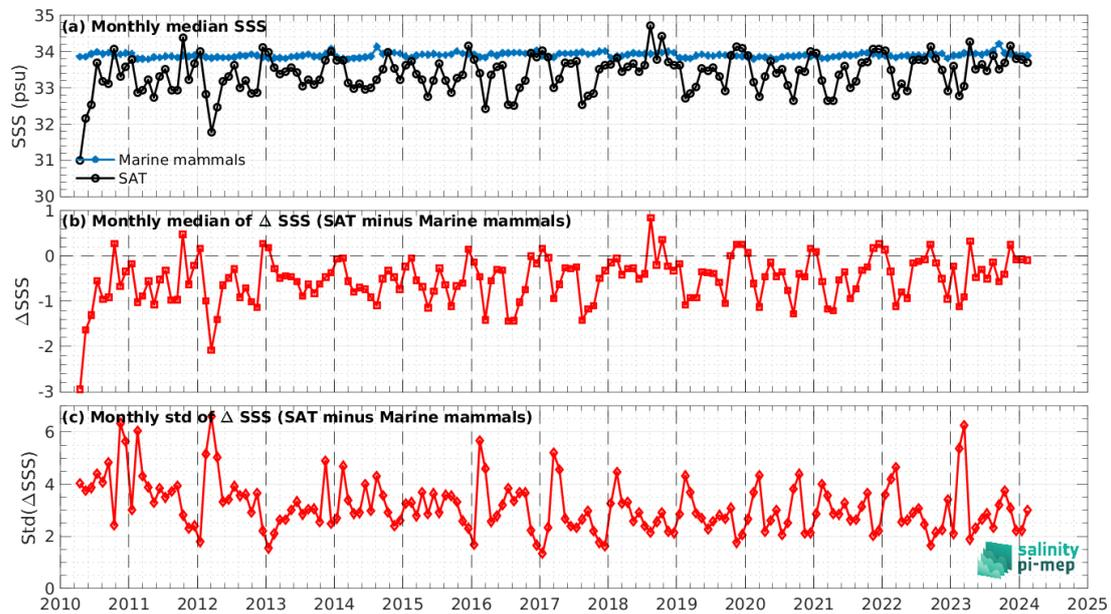 (a) Monthly median SSS
35
34
33
32
31
30
SSS (psu)
Marine mammals
SAT
(b) Monthly median of Δ SSS (SAT minus Marine mammals)
1
0
-1
-2
-3
ΔSSS
(c) Monthly std of Δ SSS (SAT minus Marine mammals)
6
4
2
0
Std(ΔSSS)
salinity
pi-mep
2010 2011 2012 2013 2014 2015 2016 2017 2018 2019 2020 2021 2022 2023 2024 2025